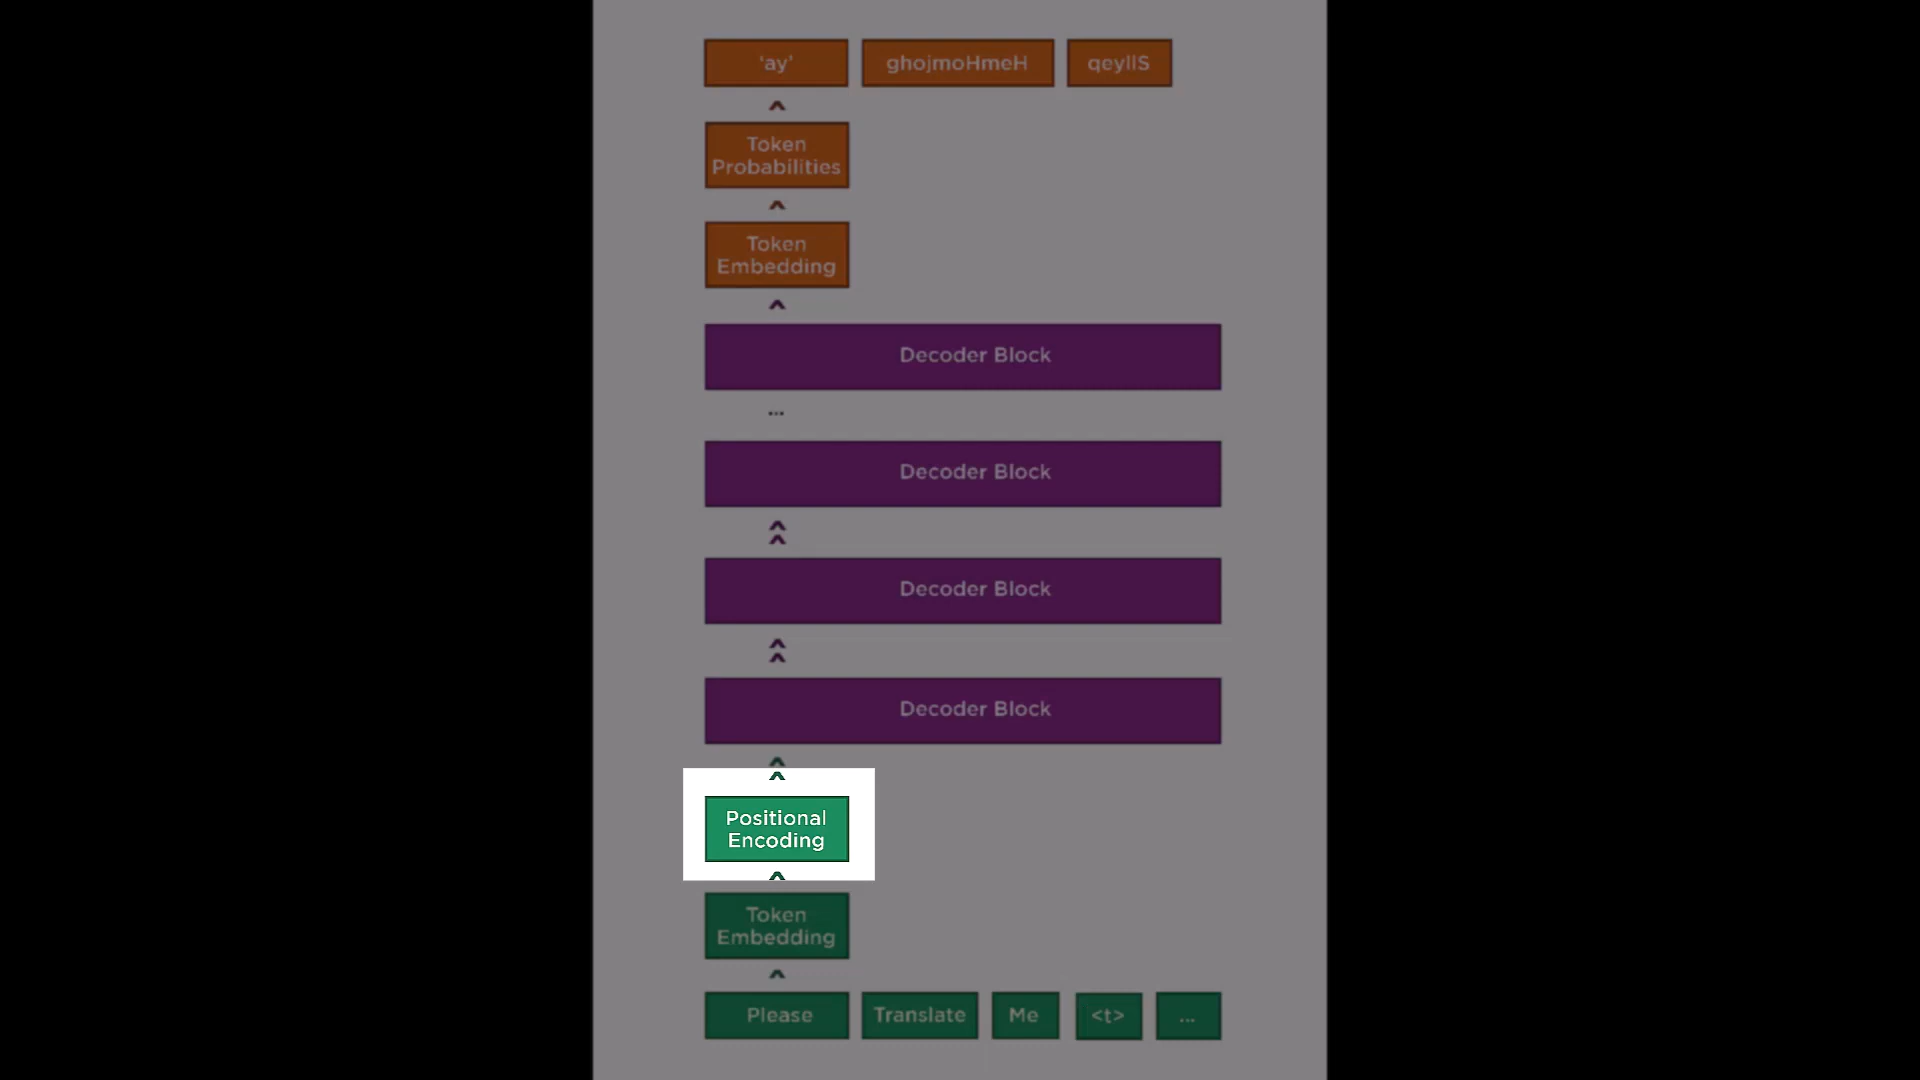 ‘ay’ ghojmoHmeH qeylIS
Token
Probabilities
Token
Embedding
Decoder Block
...
Decoder Block
Decoder Block
Decoder Block
Positional
Encoding
Token
Embedding
Please Translate Me <t> ...